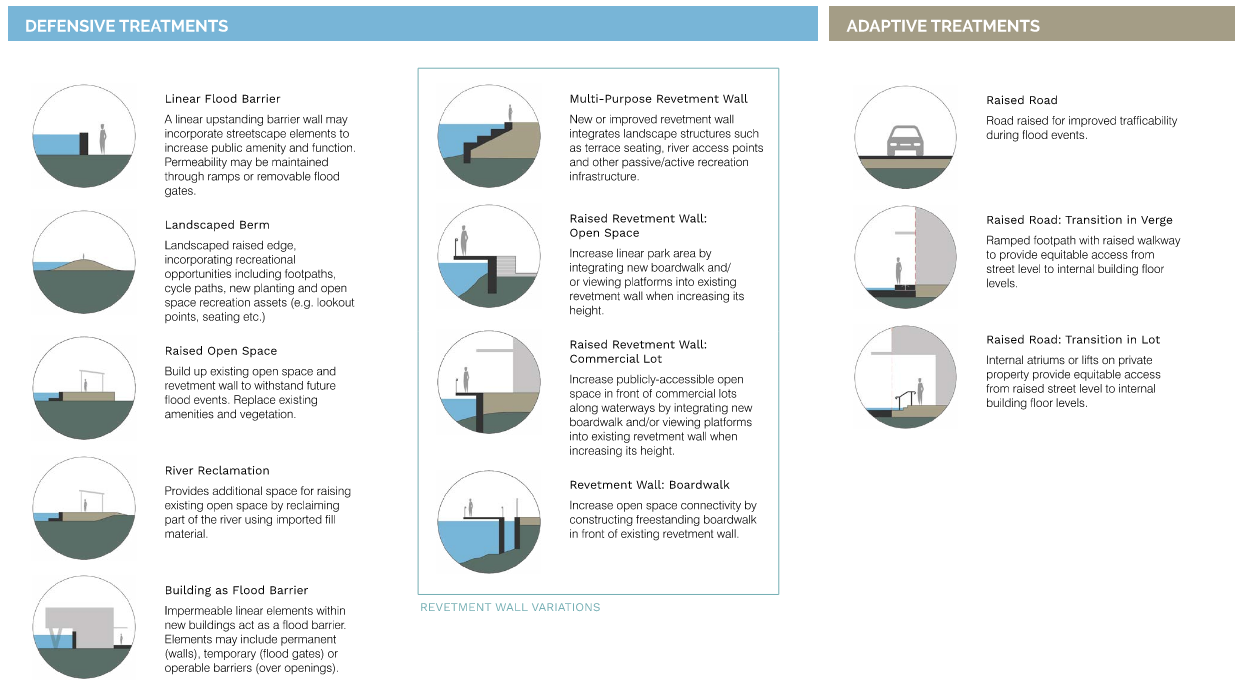 DEFENSIVE TREATMENTS
Linear Flood Barrier
A linear upstanding barrier wall may
incorporate streetscape elements to
increase public amenity and function.
Permeability may be maintained
through ramps or removable flood
gates.
Landscaped Berm
Landscaped raised edge,
incorporating recreational
opportunities including footpaths,
cycle paths, new planting and open
space recreation assets (e.g. lookout
points, seating etc.)
Raised Open Space
Build up existing open space and
revetment wall to withstand future
flood events. Replace existing
amenities and vegetation.
River Reclamation
Provides additional space for raising
existing open space by reclaiming
part of the river using imported fill
material.
Building as Flood Barrier
Impermeable linear elements within
new buildings act as a flood barrier.
Elements may include permanent
(walls), temporary (flood gates) or
operable barriers (over openings).
Multi-Purpose Revetment Wall
New or improved revetment wall
integrates landscape structures such
as terrace seating, river access points
and other passive/active recreation
infrastructure.
Raised Revetment Wall:
Open Space
Increase linear park area by
integrating new boardwalk and/
or viewing platforms into existing
revetment wall when increasing its
height.
Raised Revetment Wall:
Commercial Lot
Increase publicly-accessible open
space in front of commercial lots
along waterways by integrating new
boardwalk and/or viewing platforms
into existing revetment wall when
increasing its height.
Revetment Wall: Boardwalk
Increase open space connectivity by
constructing freestanding boardwalk
in front of existing revetment wall.
REVETMENT WALL VARIATIONS
ADAPTIVE TREATMENTS
Raised Road
Road raised for improved trafficability
during flood events.
Raised Road: Transition in Verge
Ramped footpath with raised walkway
to provide equitable access from
street level to internal building floor
levels.
Raised Road: Transition in Lot
Internal atriums or lifts on private
property provide equitable access
from raised street level to internal
building floor levels.